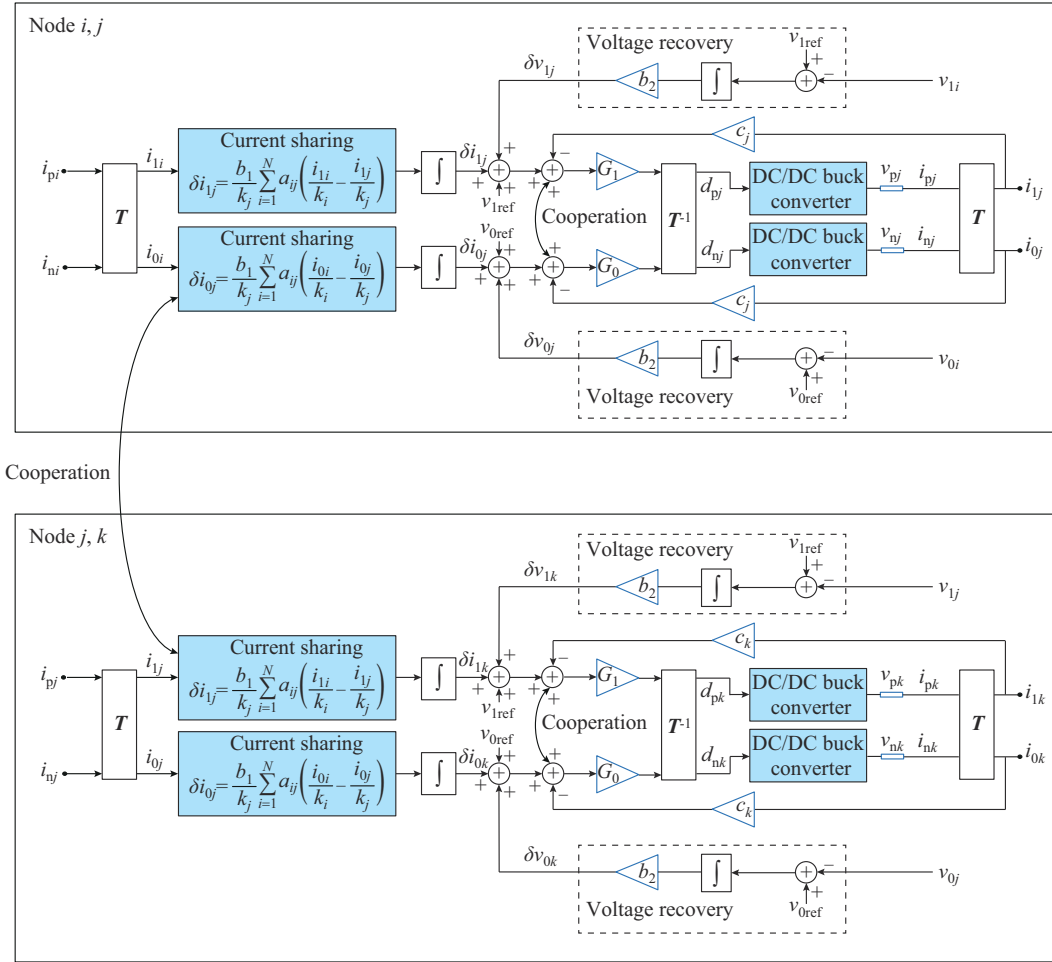 Node i, j
Voltage recovery
v1ref
+
−
δv1j
b2
∫
v1i
cj
Current sharing
δi1j = b1/kj ∑_{i=1}^{N} aij (i1i/ki − i1j/kj)
ipi
i1i
T
∫
δi1j
+
+
+
v1ref
−
+
+
G1
Cooperation
T-1
dpj
DC/DC buck converter
vpj
ipj
T
i1j
ini
i0i
Current sharing
δi0j = b1/kj ∑_{i=1}^{N} aij (i0i/ki − i0j/kj)
∫
v0ref
δi0j
+
+
+
+
+
−
G0
dnj
DC/DC buck converter
vnj
inj
i0j
cj
δv0j
b2
∫
+
−
v0ref
v0i
Voltage recovery
Cooperation
Node j, k
Voltage recovery
v1ref
+
−
δv1k
b2
∫
v1j
ck
Current sharing
δi1j = b1/kj ∑_{i=1}^{N} aij (i1i/ki − i1j/kj)
ipj
i1j
T
∫
δi1k
+
+
+
v1ref
−
+
+
G1
Cooperation
T-1
dpk
DC/DC buck converter
vpk
ipk
T
i1k
inj
i0j
Current sharing
δi0j = b1/kj ∑_{i=1}^{N} aij (i0i/ki − i0j/kj)
∫
v0ref
δi0k
+
+
+
+
+
−
G0
dnk
DC/DC buck converter
vnk
ink
i0k
ck
δv0k
b2
∫
+
−
v0ref
v0j
Voltage recovery